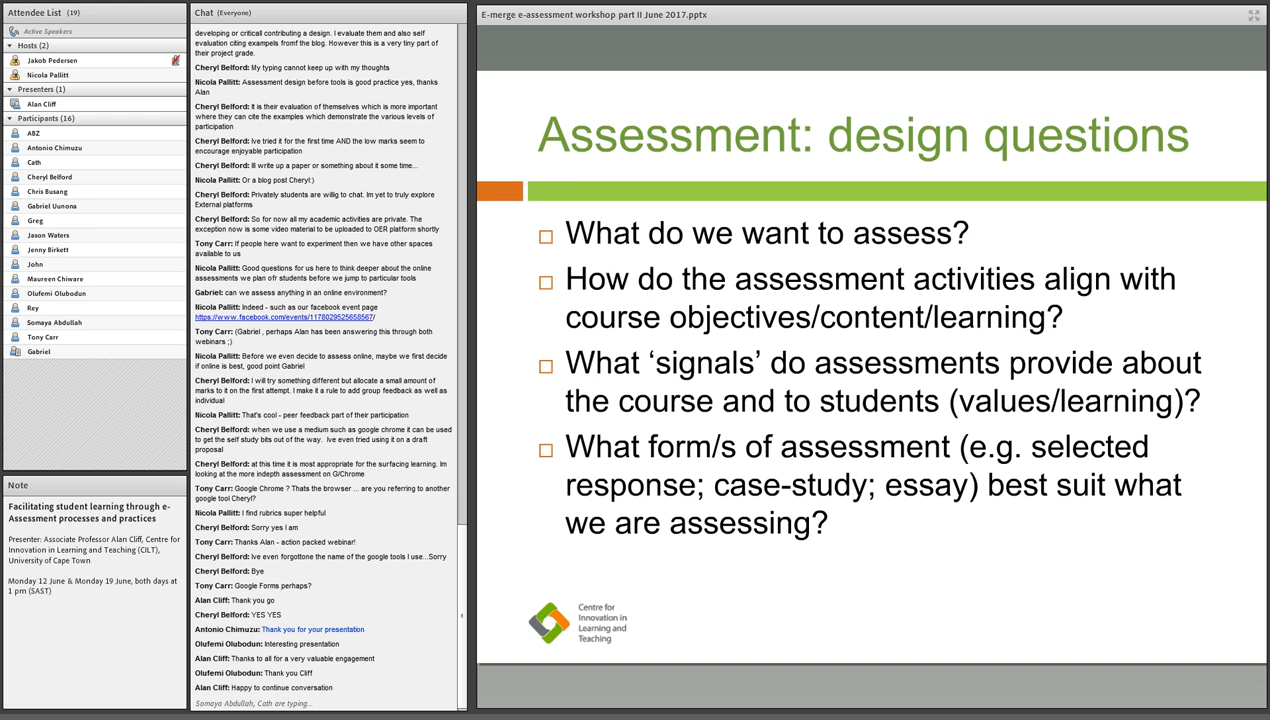 Attendee List (19)
Active Speakers
Hosts (2)
Jakob Pedersen
Nicola Pallitt
Presenters (1)
Alan Cliff
Participants (16)
ABZ
Antonio Chimuzu
Cath
Cheryl Belford
Chris Busang
Gabriel Uunona
Greg
Jason Waters
Jenny Birkett
John
Maureen Chiware
Olufemi Olubodun
Rey
Somaya Abdullah
Tony Carr
Gabriel
Note
Facilitating student learning through e-
Assessment processes and practices
Presenter: Associate Professor Alan Cliff, Centre for
Innovation in Learning and Teaching (CILT),
University of Cape Town
Monday 12 June & Monday 19 June, both days at
1 pm (SAST)
Chat (Everyone)
developing or criticall contributing a design. I evaluate them and also self
evaluation citing exampels fromf the blog. However this is a very tiny part of
their project grade.
Cheryl Belford: My typing cannot keep up with my thoughts
Nicola Pallitt: Assessment design before tools is good practice yes, thanks
Alan
Cheryl Belford: It is their evaluation of themselves which is more important
where they can cite the examples which demonstrate the various levels of
participation
Cheryl Belford: Ive tried it for the first time AND the low marks seem to
encourage enjoyable participation
Cheryl Belford: Ill write up a paper or something about it some time...
Nicola Pallitt: Or a blog post Cheryl:)
Cheryl Belford: Privately students are willig to chat. Im yet to truly explore
External platforms
Cheryl Belford: So for now all my academic activities are private. The
exception now is some video material to be uploaded to OER platform shortly
Tony Carr: If people here want to experiment then we have other spaces
available to us
Nicola Pallitt: Good questions for us here to think deeper about the online
assessments we plan ofr students before we jump to particular tools
Gabriel: can we assess anything in an online environment?
Nicola Pallitt: Indeed - such as our facebook event page
https://www.facebook.com/events/1178029525658567/
Tony Carr: (Gabriel , perhaps Alan has been answering this through both
webinars ;)
Nicola Pallitt: Before we even decide to assess online, maybe we first decide
if online is best, good point Gabriel
Cheryl Belford: I will try something different but allocate a small amount of
marks to it on the first attempt. I make it a rule to add group feedback as well as
individual
Nicola Pallitt: That's cool - peer feedback part of their participation
Cheryl Belford: when we use a medium such as google chrome it can be used
to get the self study bits out of the way. Ive even tried using it on a draft
proposal
Cheryl Belford: at this time it is most appropriate for the surfacing learning. Im
looking at the more indepth assessment on G/Chrome
Tony Carr: Google Chrome ? Thats the browser ... are you referring to another
google tool Cheryl?
Nicola Pallitt: I find rubrics super helpful
Cheryl Belford: Sorry yes I am
Tony Carr: Thanks Alan - action packed webinar!
Cheryl Belford: Ive even forgottone the name of the google tools I use...Sorry
Cheryl Belford: Bye
Tony Carr: Google Forms perhaps?
Alan Cliff: Thank you go
Cheryl Belford: YES YES
Antonio Chimuzu: Thank you for your presentation
Olufemi Olubodun: Interesting presentation
Alan Cliff: Thanks to all for a very valuable engagement
Olufemi Olubodun: Thank you Cliff
Alan Cliff: Happy to continue conversation
Somaya Abdullah, Cath are typing...
E-merge e-assessment workshop part II June 2017.pptx
Assessment: design questions
What do we want to assess?
How do the assessment activities align with
course objectives/content/learning?
What ‘signals’ do assessments provide about
the course and to students (values/learning)?
What form/s of assessment (e.g. selected
response; case-study; essay) best suit what
we are assessing?
Centre for
Innovation in
Learning and
Teaching